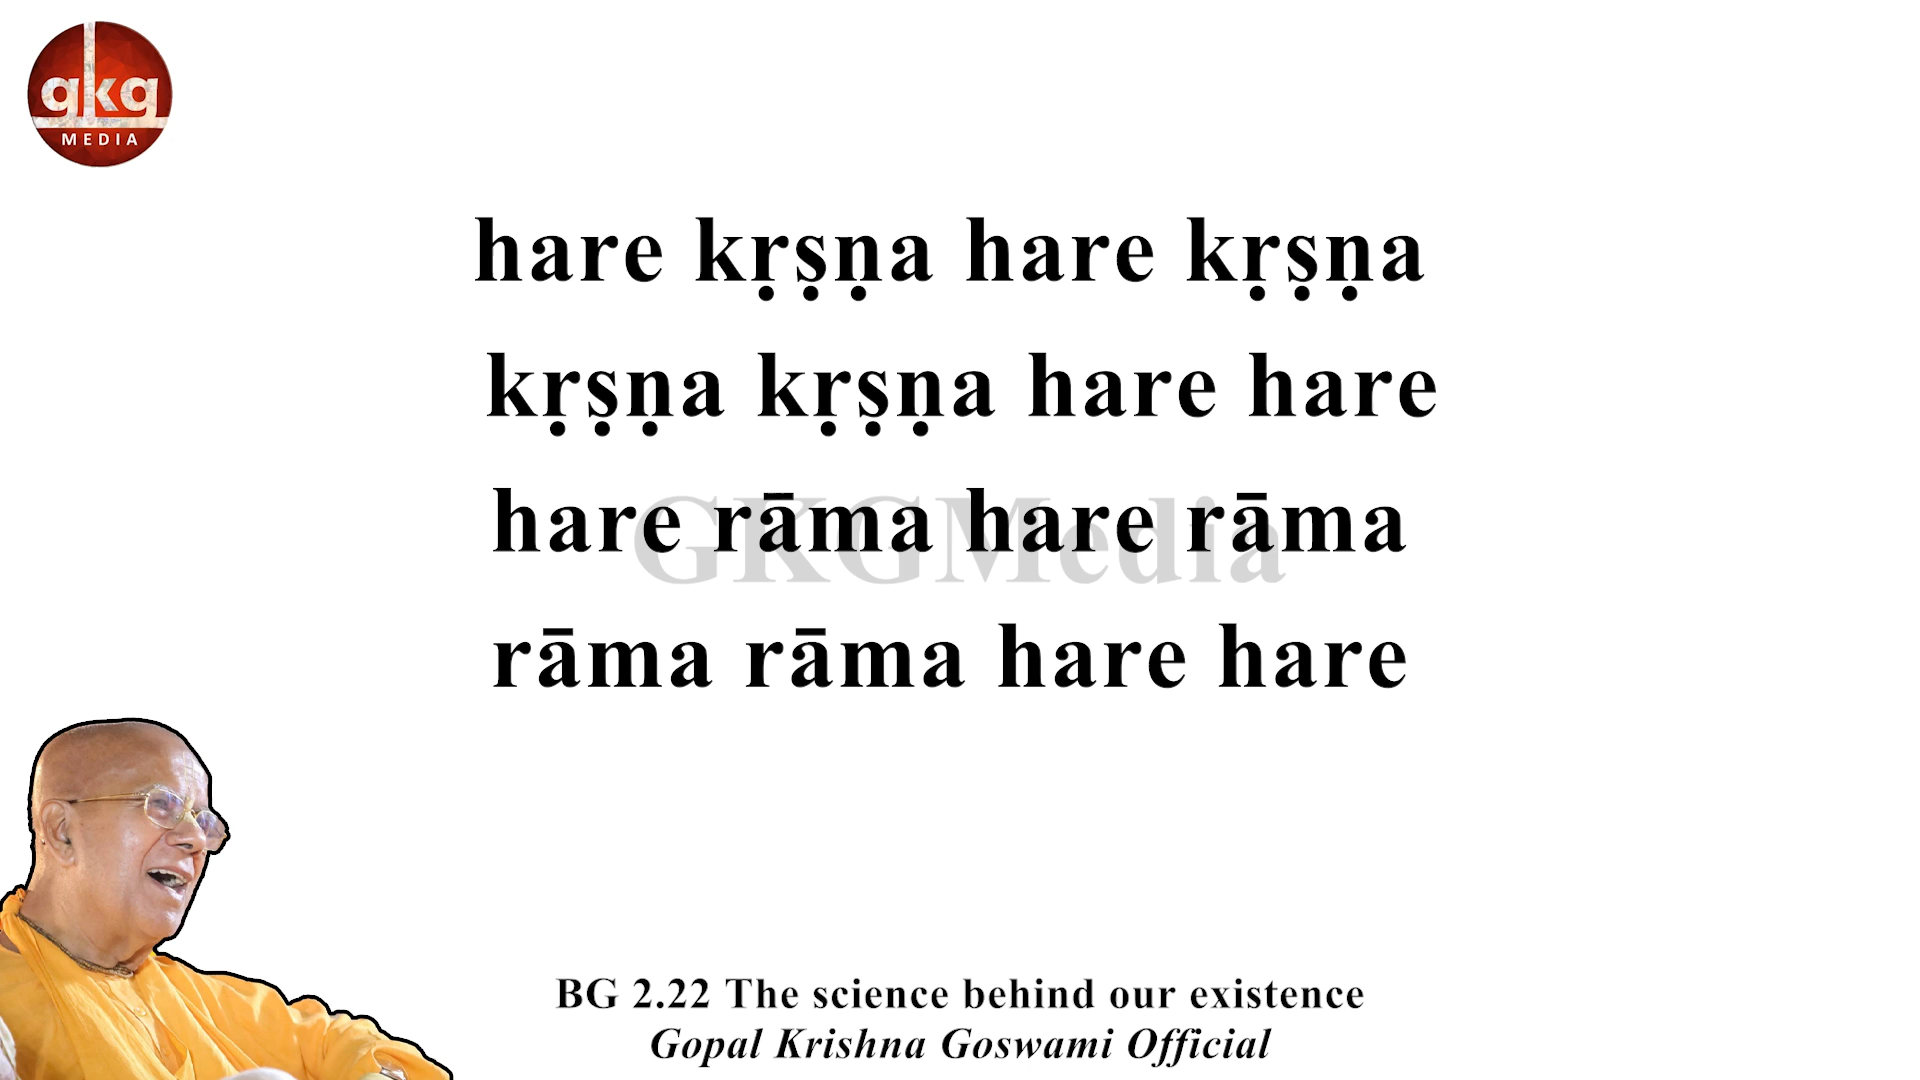 gkg
MEDIA
hare kṛṣṇa hare kṛṣṇa
kṛṣṇa kṛṣṇa hare hare
GKGMedia
hare rāma hare rāma
rāma rāma hare hare
BG 2.22 The science behind our existence
Gopal Krishna Goswami Official